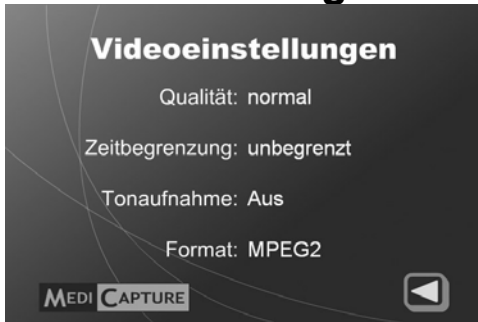 Videoeinstellungen
Qualität: normal
Zeitbegrenzung: unbegrenzt
Tonaufnahme: Aus
Format: MPEG2
MEDI CAPTURE